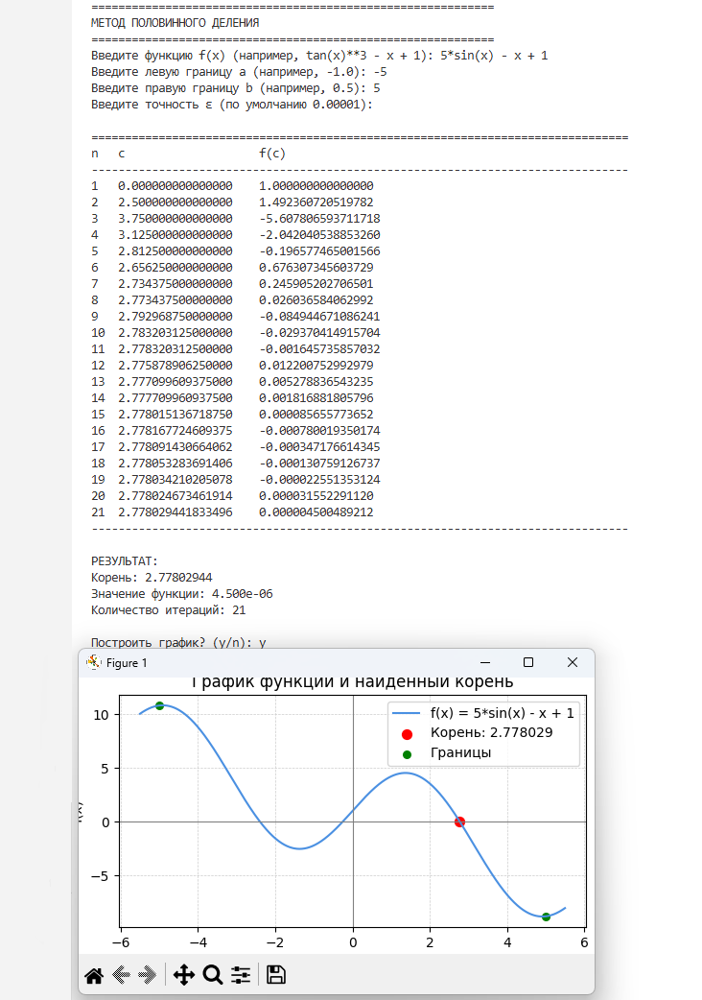 ============================================================
МЕТОД ПОЛОВИННОГО ДЕЛЕНИЯ
============================================================
Введите функцию f(x) (например, tan(x)**3 - x + 1): 5*sin(x) - x + 1
Введите левую границу a (например, -1.0): -5
Введите правую границу b (например, 0.5): 5
Введите точность ε (по умолчанию 0.00001):
================================================================================
n c f(c)
--------------------------------------------------------------------------------
1 0.000000000000000 1.000000000000000
2 2.500000000000000 1.492360720519782
3 3.750000000000000 -5.607806593711718
4 3.125000000000000 -2.042040538853260
5 2.812500000000000 -0.196577465001566
6 2.656250000000000 0.676307345603729
7 2.734375000000000 0.245905202706501
8 2.773437500000000 0.026036584062992
9 2.792968750000000 -0.084944671086241
10 2.783203125000000 -0.029370414915704
11 2.778320312500000 -0.001645735857032
12 2.775878906250000 0.012200752992979
13 2.777099609375000 0.005278836543235
14 2.777709960937500 0.001816881805796
15 2.778015136718750 0.000085655773652
16 2.778167724609375 -0.000780019350174
17 2.778091430664062 -0.000347176614345
18 2.778053283691406 -0.000130759126737
19 2.778034210205078 -0.000022551353124
20 2.778024673461914 0.000031552291120
21 2.778029441833496 0.000004500489212
--------------------------------------------------------------------------------
РЕЗУЛЬТАТ:
Корень: 2.77802944
Значение функции: 4.500e-06
Количество итераций: 21
Построить график? (y/n): y
Figure 1
График функции и найденный корень
f(x) = 5*sin(x) - x + 1
Корень: 2.778029
Границы
10
5
0
−5
f(x)
−6 −4 −2 0 2 4 6